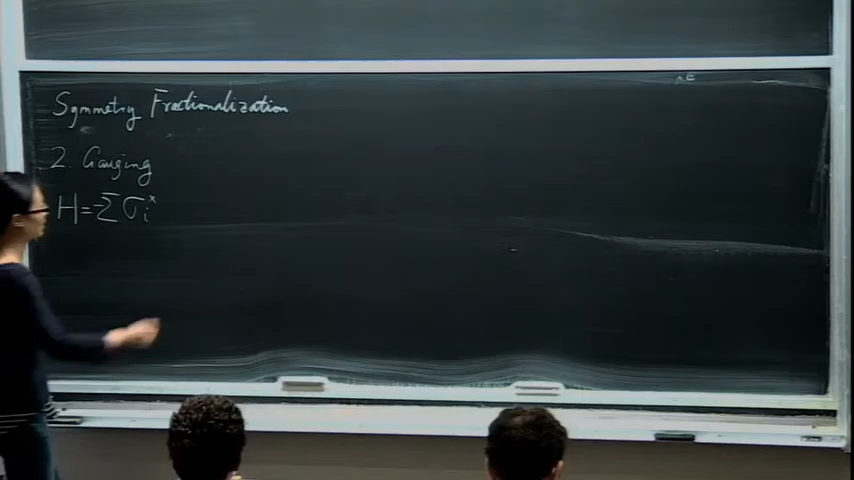 Symmetry Fractionalization
2. Gauging
H = -Σ σᵢˣ